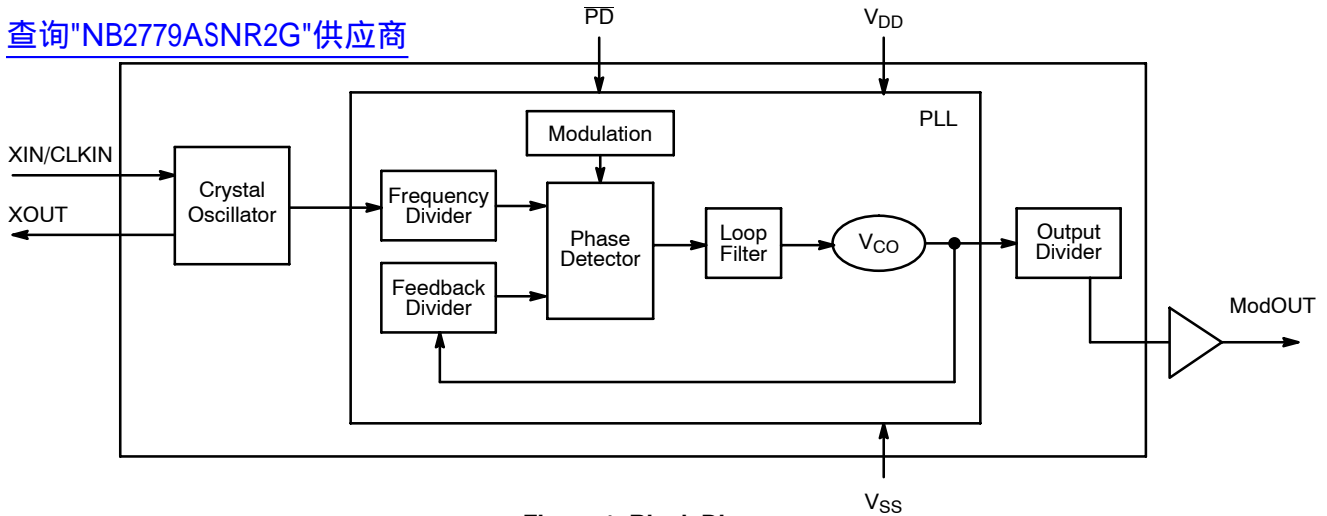 查询"NB2779ASNR2G"供应商
PD
VDD
PLL
Modulation
XIN/CLKIN
XOUT
Crystal
Oscillator
Frequency
Divider
Feedback
Divider
Phase
Detector
Loop
Filter
VCO
Output
Divider
ModOUT
VSS